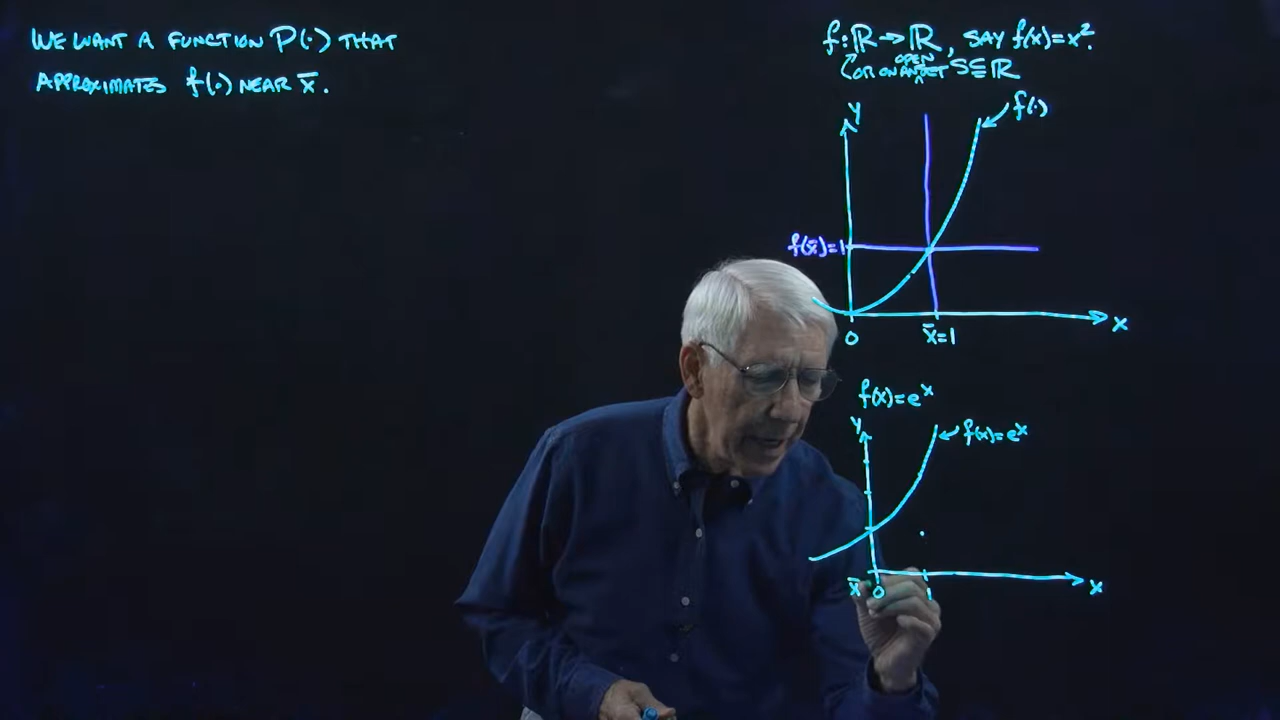 WE WANT A FUNCTION P(·) THAT
APPROXIMATES f(·) NEAR x̄.
f:ℝ→ℝ, SAY f(x)=x².
OR ON AN OPEN SET S⊆ℝ
Y
f(·)
f(x̄)=1
0
x̄=1
X
f(x)=eˣ
Y
f(x)=eˣ
x̄
0
1
X